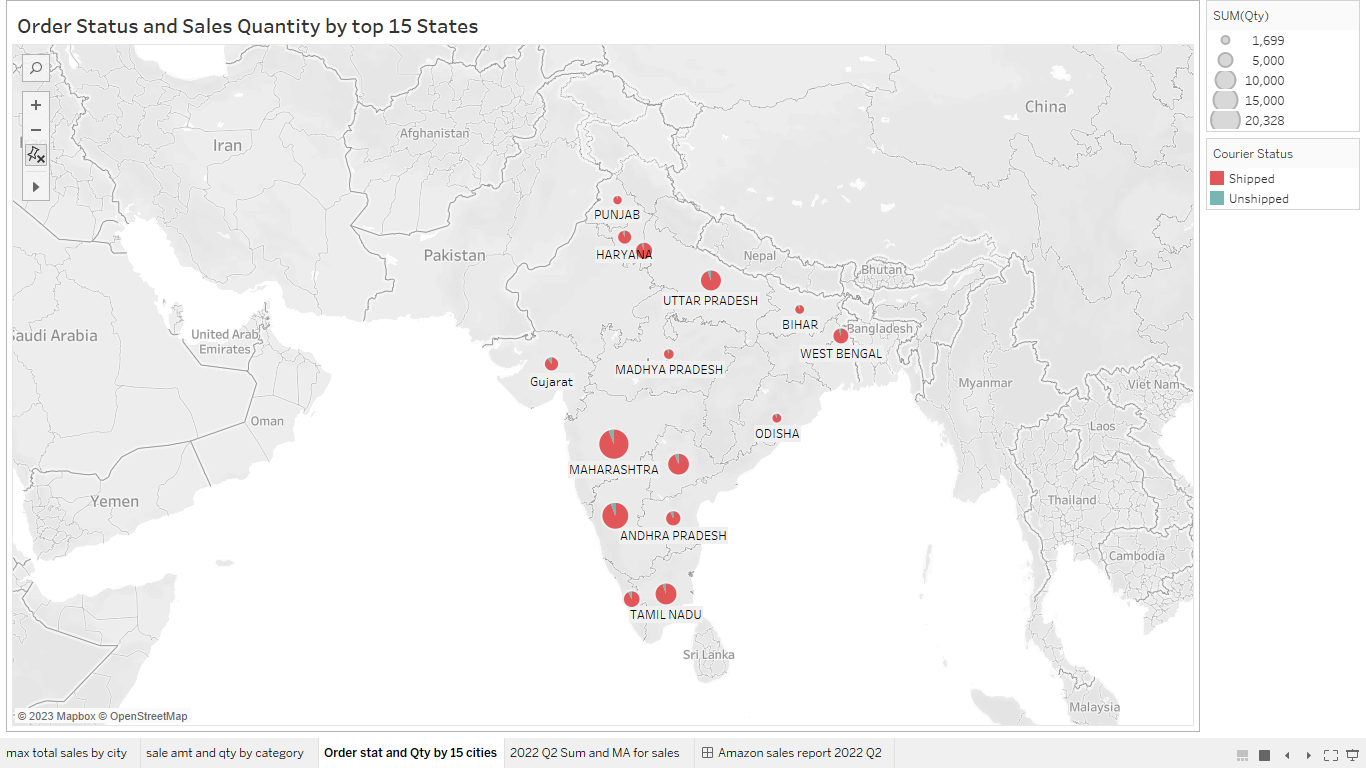 Order Status and Sales Quantity by top 15 States
SUM(Qty)
1,699
5,000
10,000
15,000
20,328
Courier Status
Shipped
Unshipped
China
Afghanistan
Iran
PUNJAB
HARYANA
Pakistan
Nepal
Bhutan
UTTAR PRADESH
BIHAR
Bangladesh
audi Arabia
United Arab
Emirates
WEST BENGAL
MADHYA PRADESH
Gujarat
Myanmar
Viet Nam
Oman
Laos
ODISHA
MAHARASHTRA
Yemen
Thailand
ANDHRA PRADESH
Cambodia
TAMIL NADU
Sri Lanka
Malaysia
© 2023 Mapbox © OpenStreetMap
max total sales by city
sale amt and qty by category
Order stat and Qty by 15 cities
2022 Q2 Sum and MA for sales
Amazon sales report 2022 Q2